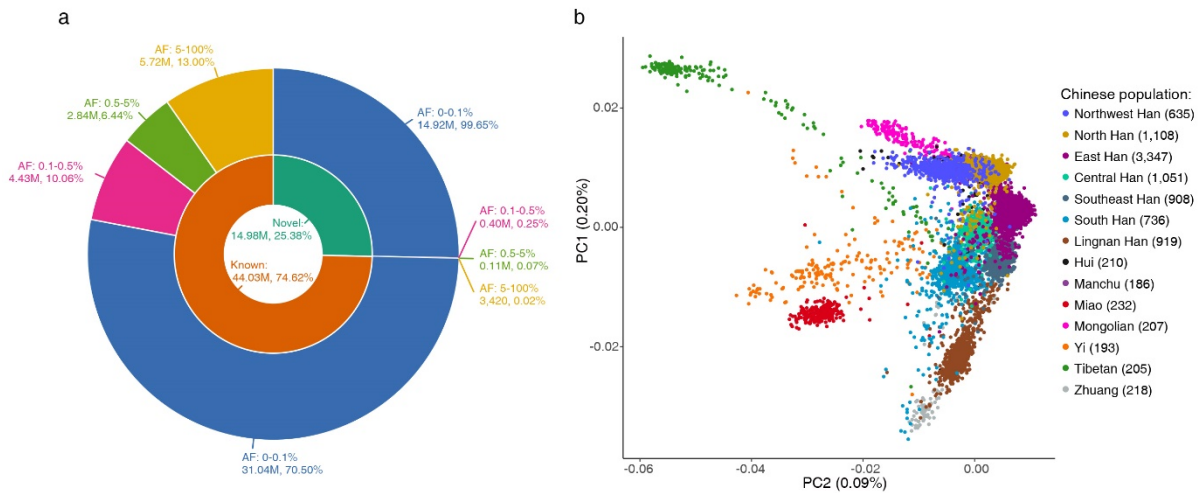 a
AF: 5-100%
5.72M, 13.00%
AF: 0.5-5%
2.84M,6.44%
AF: 0.1-0.5%
4.43M, 10.06%
AF: 0-0.1%
14.92M, 99.65%
AF: 0.1-0.5%
0.40M, 0.25%
AF: 0.5-5%
0.11M, 0.07%
AF: 5-100%
3,420, 0.02%
Novel:
14.98M, 25.38%
Known:
44.03M, 74.62%
AF: 0-0.1%
31.04M, 70.50%
b
PC1 (0.20%)
0.02
0.00
-0.02
-0.06
-0.04
-0.02
0.00
PC2 (0.09%)
Chinese population:
Northwest Han (635)
North Han (1,108)
East Han (3,347)
Central Han (1,051)
Southeast Han (908)
South Han (736)
Lingnan Han (919)
Hui (210)
Manchu (186)
Miao (232)
Mongolian (207)
Yi (193)
Tibetan (205)
Zhuang (218)